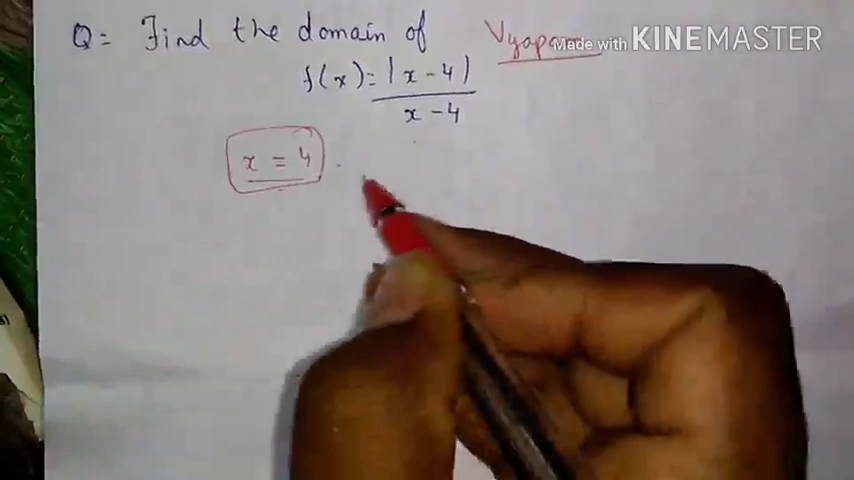 Q= Find the domain of
Made with KINEMASTER
f(x)= |x-4|
x-4
x = 4